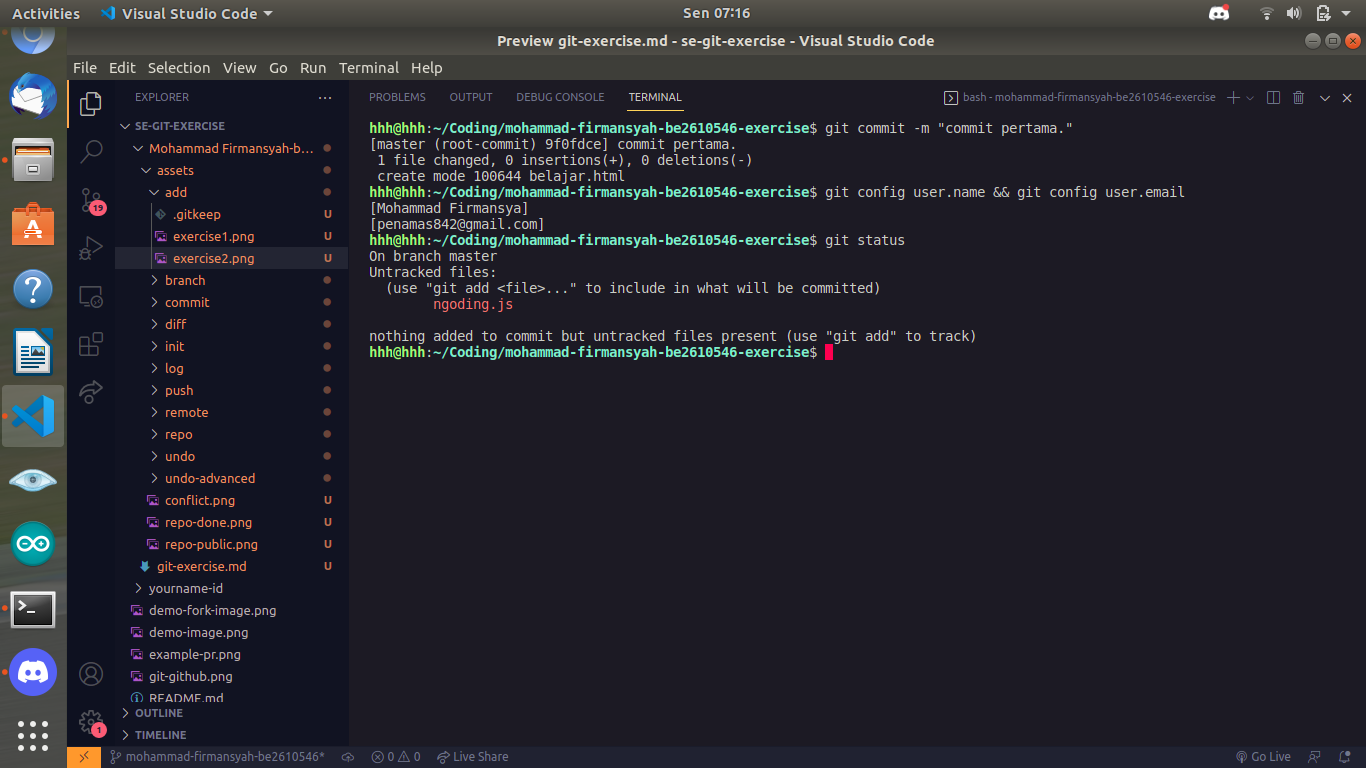 Activities
Visual Studio Code
Sen 07:16
Preview git-exercise.md - se-git-exercise - Visual Studio Code
File Edit Selection View Go Run Terminal Help
EXPLORER
SE-GIT-EXERCISE
Mohammad Firmansyah-b...
assets
add
.gitkeep U
exercise1.png U
exercise2.png U
branch
commit
diff
init
log
push
remote
repo
undo
undo-advanced
conflict.png U
repo-done.png U
repo-public.png U
git-exercise.md U
yourname-id
demo-fork-image.png
demo-image.png
example-pr.png
git-github.png
README.md
OUTLINE
TIMELINE
19
1
PROBLEMS OUTPUT DEBUG CONSOLE TERMINAL
bash - mohammad-firmansyah-be2610546-exercise
hhh@hhh:~/Coding/mohammad-firmansyah-be2610546-exercise$ git commit -m "commit pertama."
[master (root-commit) 9f0fdce] commit pertama.
1 file changed, 0 insertions(+), 0 deletions(-)
create mode 100644 belajar.html
hhh@hhh:~/Coding/mohammad-firmansyah-be2610546-exercise$ git config user.name && git config user.email
[Mohammad Firmansya]
[penamas842@gmail.com]
hhh@hhh:~/Coding/mohammad-firmansyah-be2610546-exercise$ git status
On branch master
Untracked files:
(use "git add <file>..." to include in what will be committed)
ngoding.js
nothing added to commit but untracked files present (use "git add" to track)
hhh@hhh:~/Coding/mohammad-firmansyah-be2610546-exercise$
mohammad-firmansyah-be2610546* 0 0 Live Share
Go Live